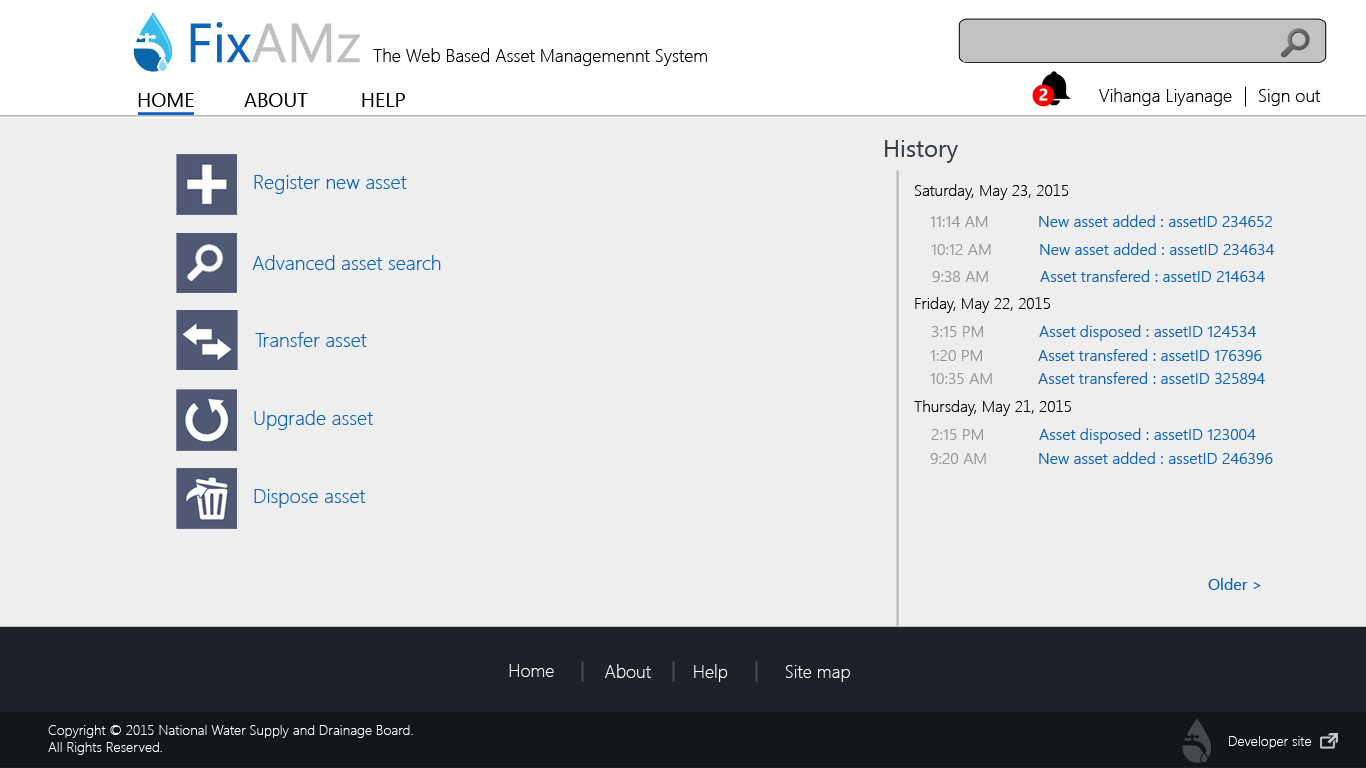 FixAMz The Web Based Asset Managemennt System
HOME ABOUT HELP
2 Vihanga Liyanage | Sign out
Register new asset
Advanced asset search
Transfer asset
Upgrade asset
Dispose asset
History
Saturday, May 23, 2015
11:14 AM New asset added : assetID 234652
10:12 AM New asset added : assetID 234634
9:38 AM Asset transfered : assetID 214634
Friday, May 22, 2015
3:15 PM Asset disposed : assetID 124534
1:20 PM Asset transfered : assetID 176396
10:35 AM Asset transfered : assetID 325894
Thursday, May 21, 2015
2:15 PM Asset disposed : assetID 123004
9:20 AM New asset added : assetID 246396
Older >
Home | About | Help | Site map
Copyright © 2015 National Water Supply and Drainage Board.
All Rights Reserved.
Developer site